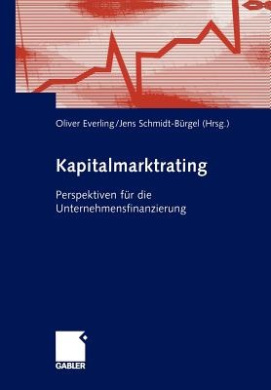 Oliver Everling/Jens Schmidt-Bürgel (Hrsg.)
Kapitalmarktrating
Perspektiven für die
Unternehmensfinanzierung
GABLER